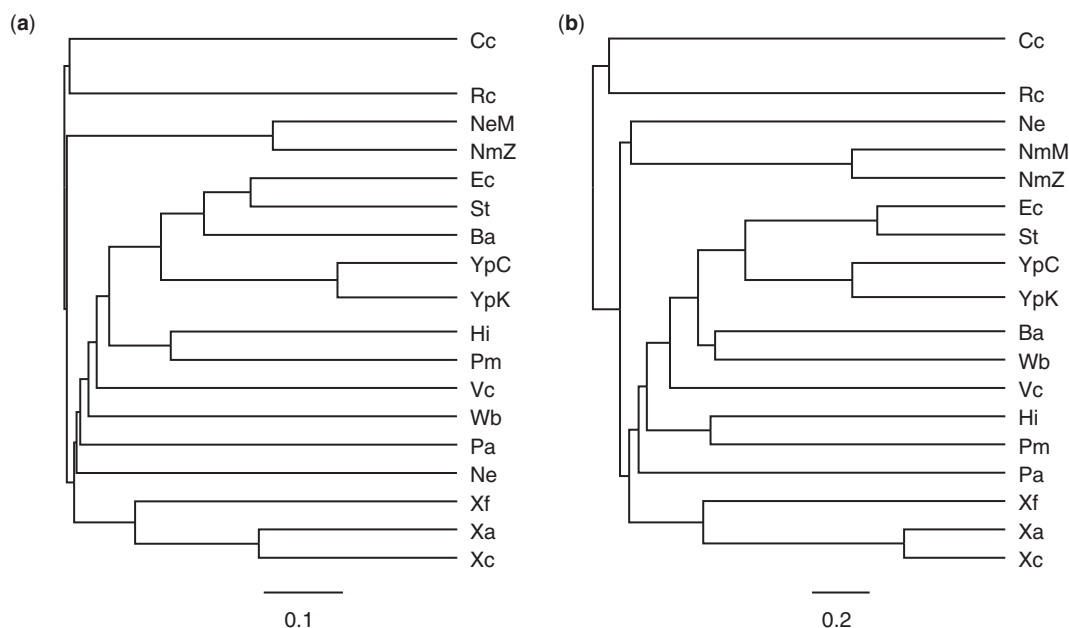 (a)
Cc
Rc
NeM
NmZ
Ec
St
Ba
YpC
YpK
Hi
Pm
Vc
Wb
Pa
Ne
Xf
Xa
Xc
0.1
(b)
Cc
Rc
Ne
NmM
NmZ
Ec
St
YpC
YpK
Ba
Wb
Vc
Hi
Pm
Pa
Xf
Xa
Xc
0.2